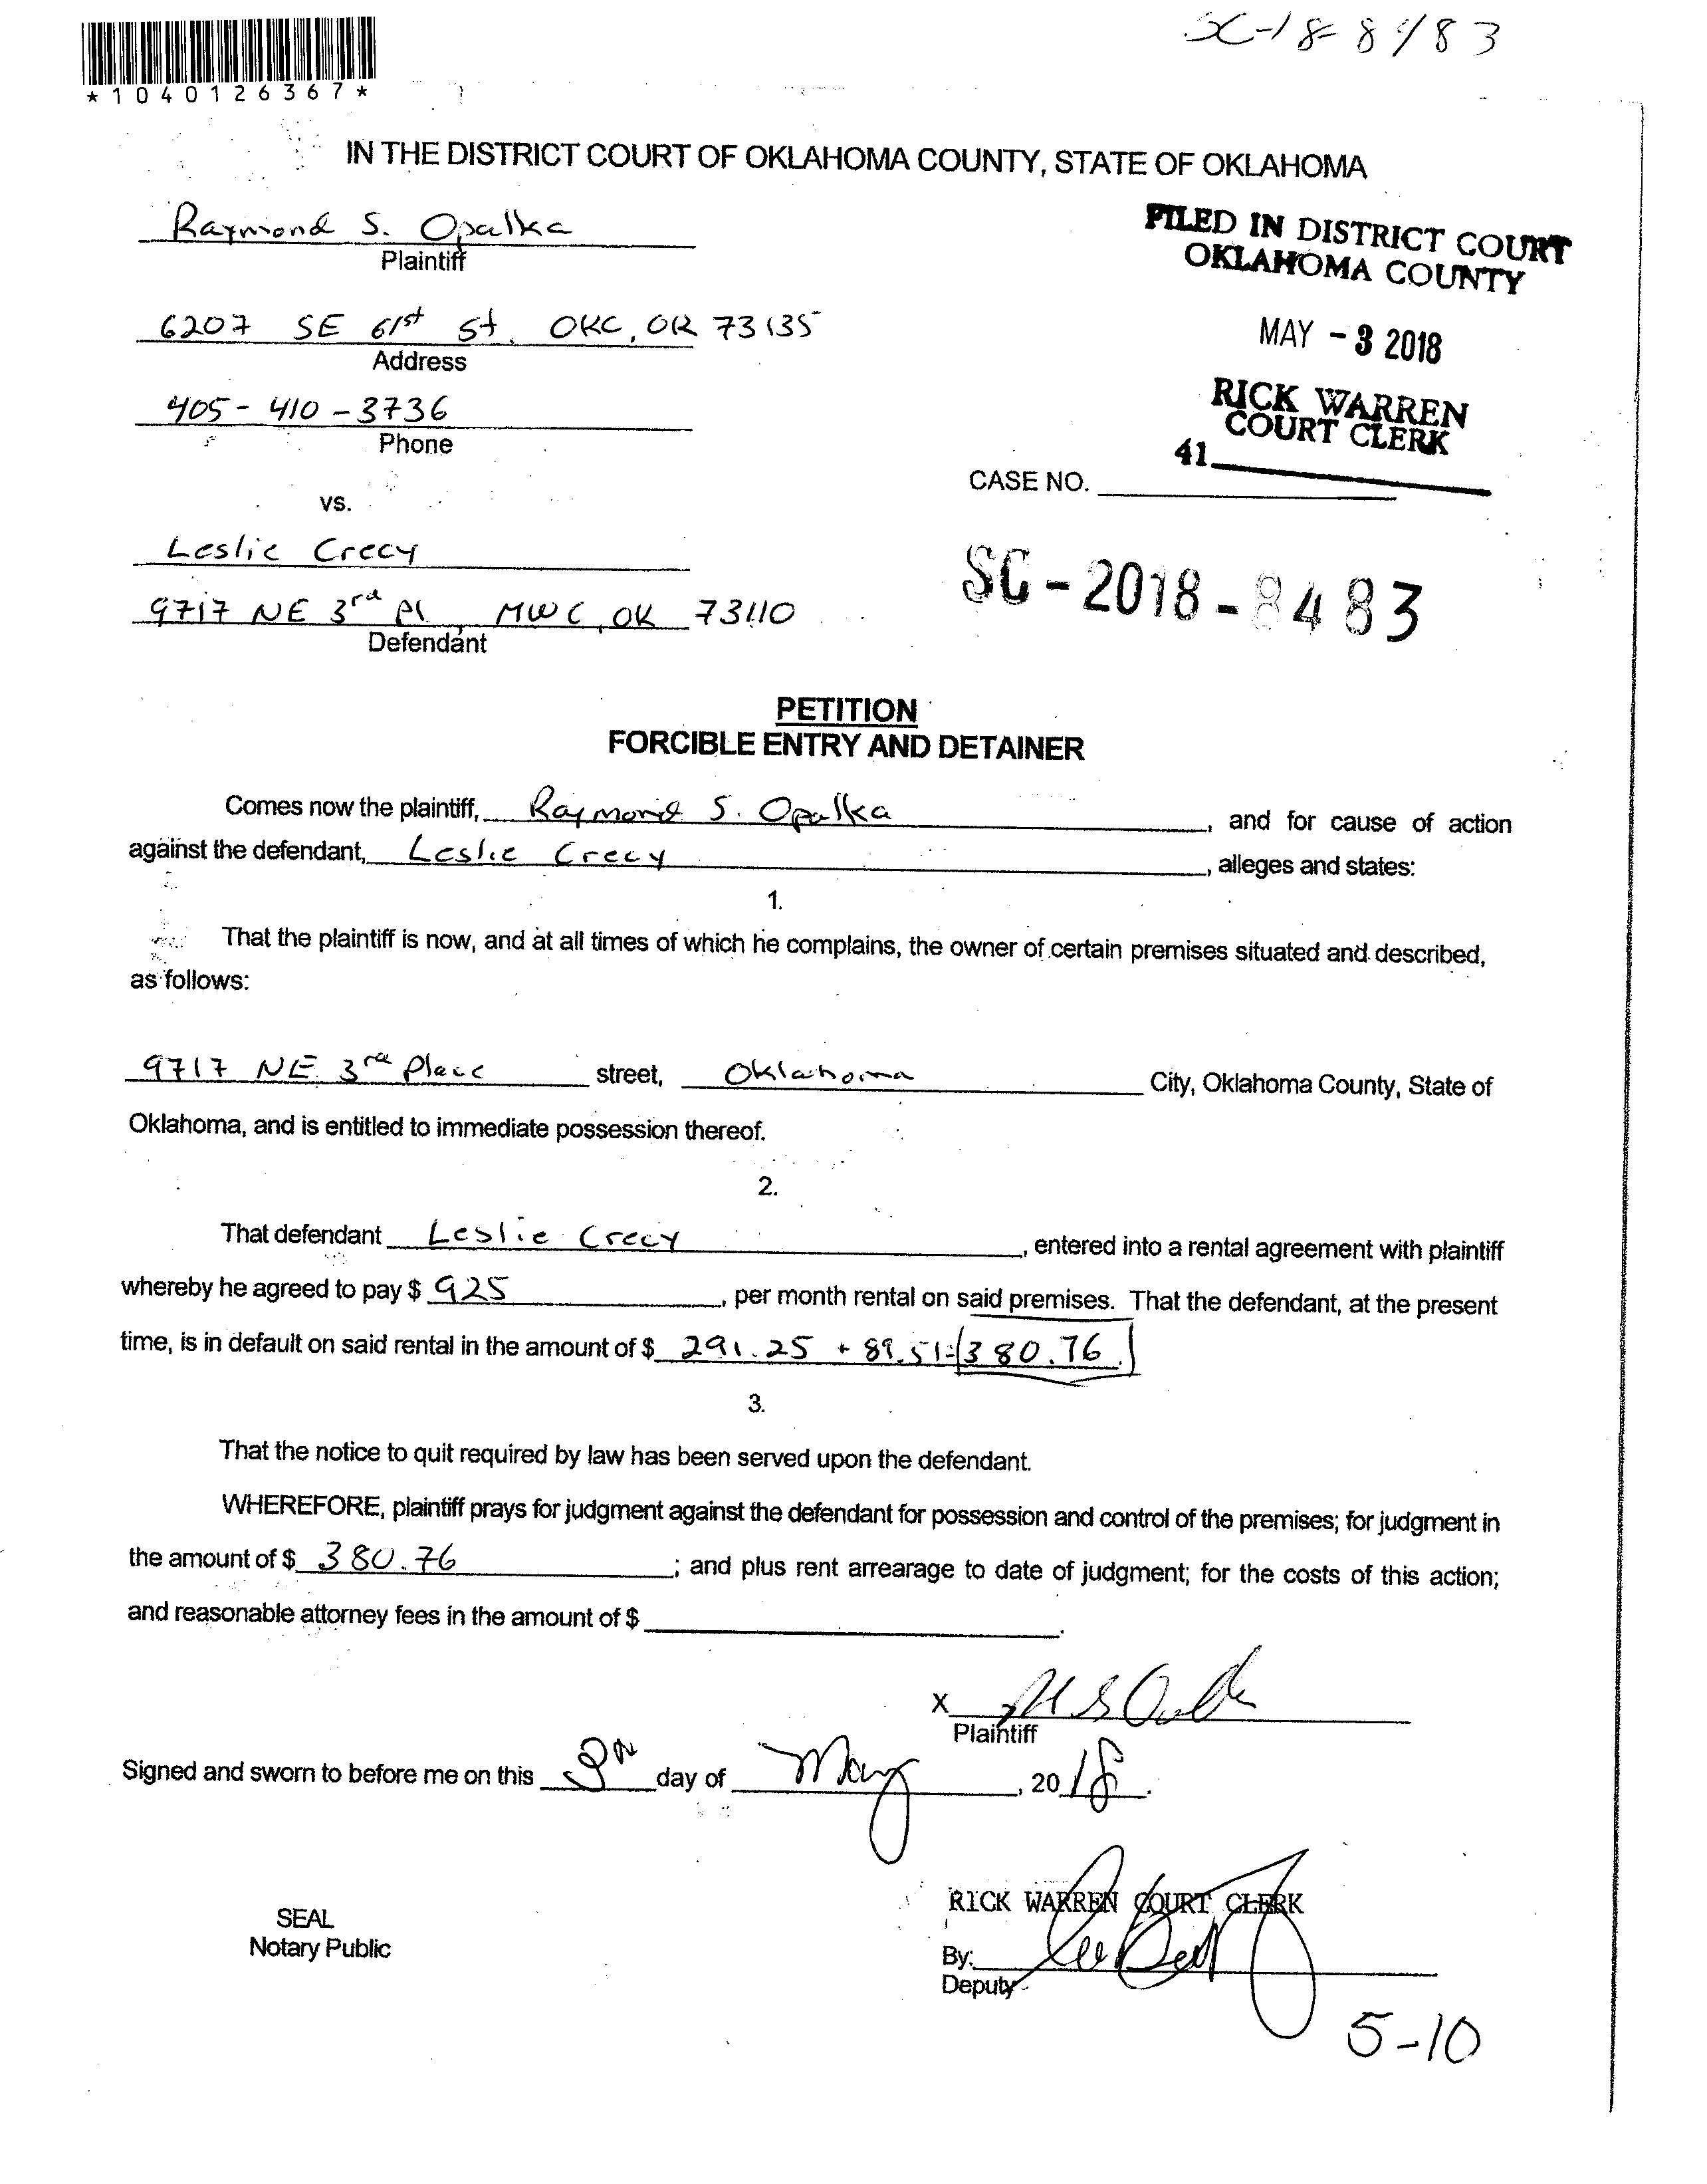 SC-18-8483
*1040126367*
IN THE DISTRICT COURT OF OKLAHOMA COUNTY, STATE OF OKLAHOMA
Raymond S. Opalka
Plaintiff
FILED IN DISTRICT COURT
OKLAHOMA COUNTY
6207 SE 61st St. OKC, OK 73135
Address
MAY - 3 2018
405-410-3736
Phone
RICK WARREN
COURT CLERK
41
CASE NO.
vs.
Leslie Crecy
9717 NE 3rd Pl, MWC, OK 73110
Defendant
SC - 2018 - 8483
PETITION
FORCIBLE ENTRY AND DETAINER
Comes now the plaintiff, Raymond S. Opalka, and for cause of action
against the defendant, Leslie Crecy, alleges and states:
1.
That the plaintiff is now, and at all times of which he complains, the owner of certain premises situated and described,
as follows:
9717 NE 3rd Place street, Oklahoma City, Oklahoma County, State of
Oklahoma, and is entitled to immediate possession thereof.
2.
That defendant Leslie Crecy, entered into a rental agreement with plaintiff
whereby he agreed to pay $ 925, per month rental on said premises. That the defendant, at the present
time, is in default on said rental in the amount of $ 291.25 + 89.51= 380.76.
3.
That the notice to quit required by law has been served upon the defendant.
WHEREFORE, plaintiff prays for judgment against the defendant for possession and control of the premises; for judgment in
the amount of $ 380.76; and plus rent arrearage to date of judgment; for the costs of this action;
and reasonable attorney fees in the amount of $.
X
Plaintiff
Signed and sworn to before me on this 3rd day of May, 2018.
SEAL
Notary Public
RICK WARREN COURT CLERK
By:
Deputy
5-10